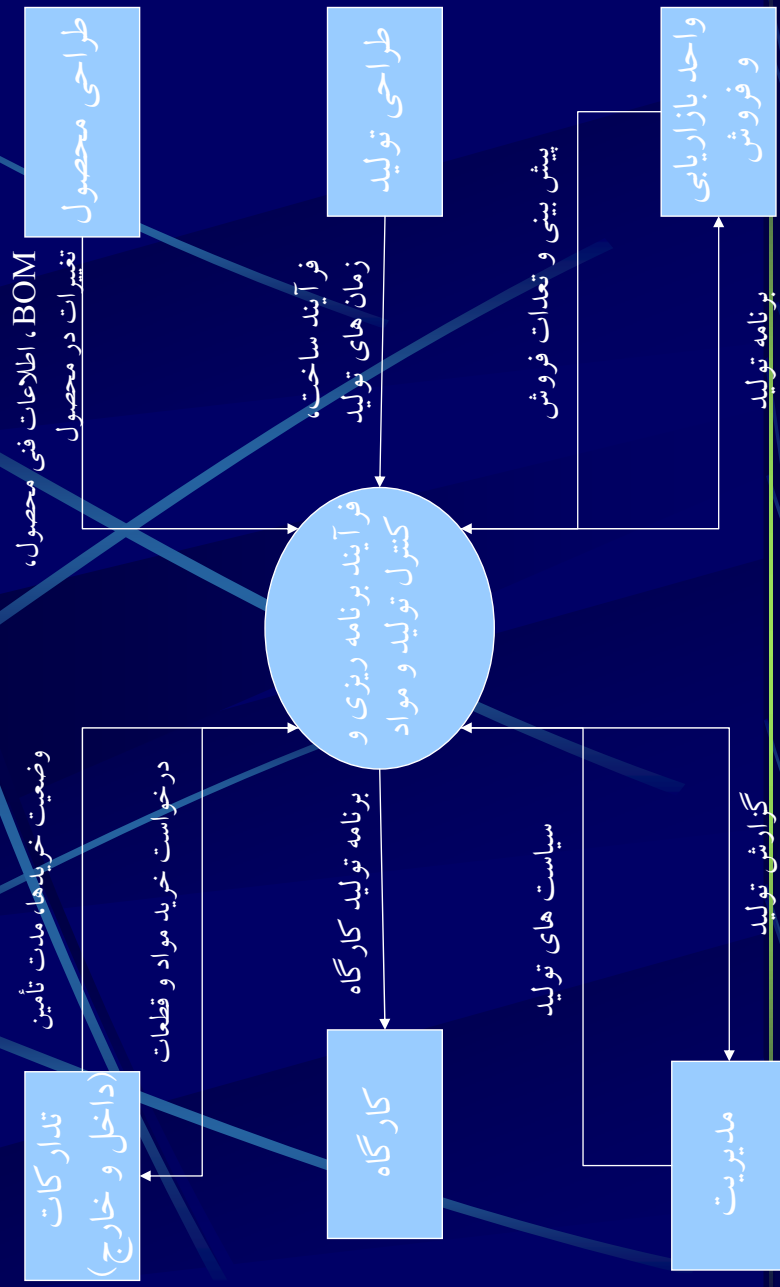 طراحی محصول
BOM، اطلاعات فنی محصول،
تغییرات در محصول
وضعیت خریدها، مدت تأمین
درخواست خرید مواد و قطعات
تدارکات
(داخل و خارج)
طراحی تولید
فرآیند ساخت،
زمان های تولید
فرآیند برنامه ریزی و
کنترل تولید و مواد
برنامه تولید کارگاه
کارگاه
واحد بازاریابی
و فروش
پیش بینی و تعدات فروش
برنامه تولید
سیاست های تولید
گزارش تولید
مدیریت